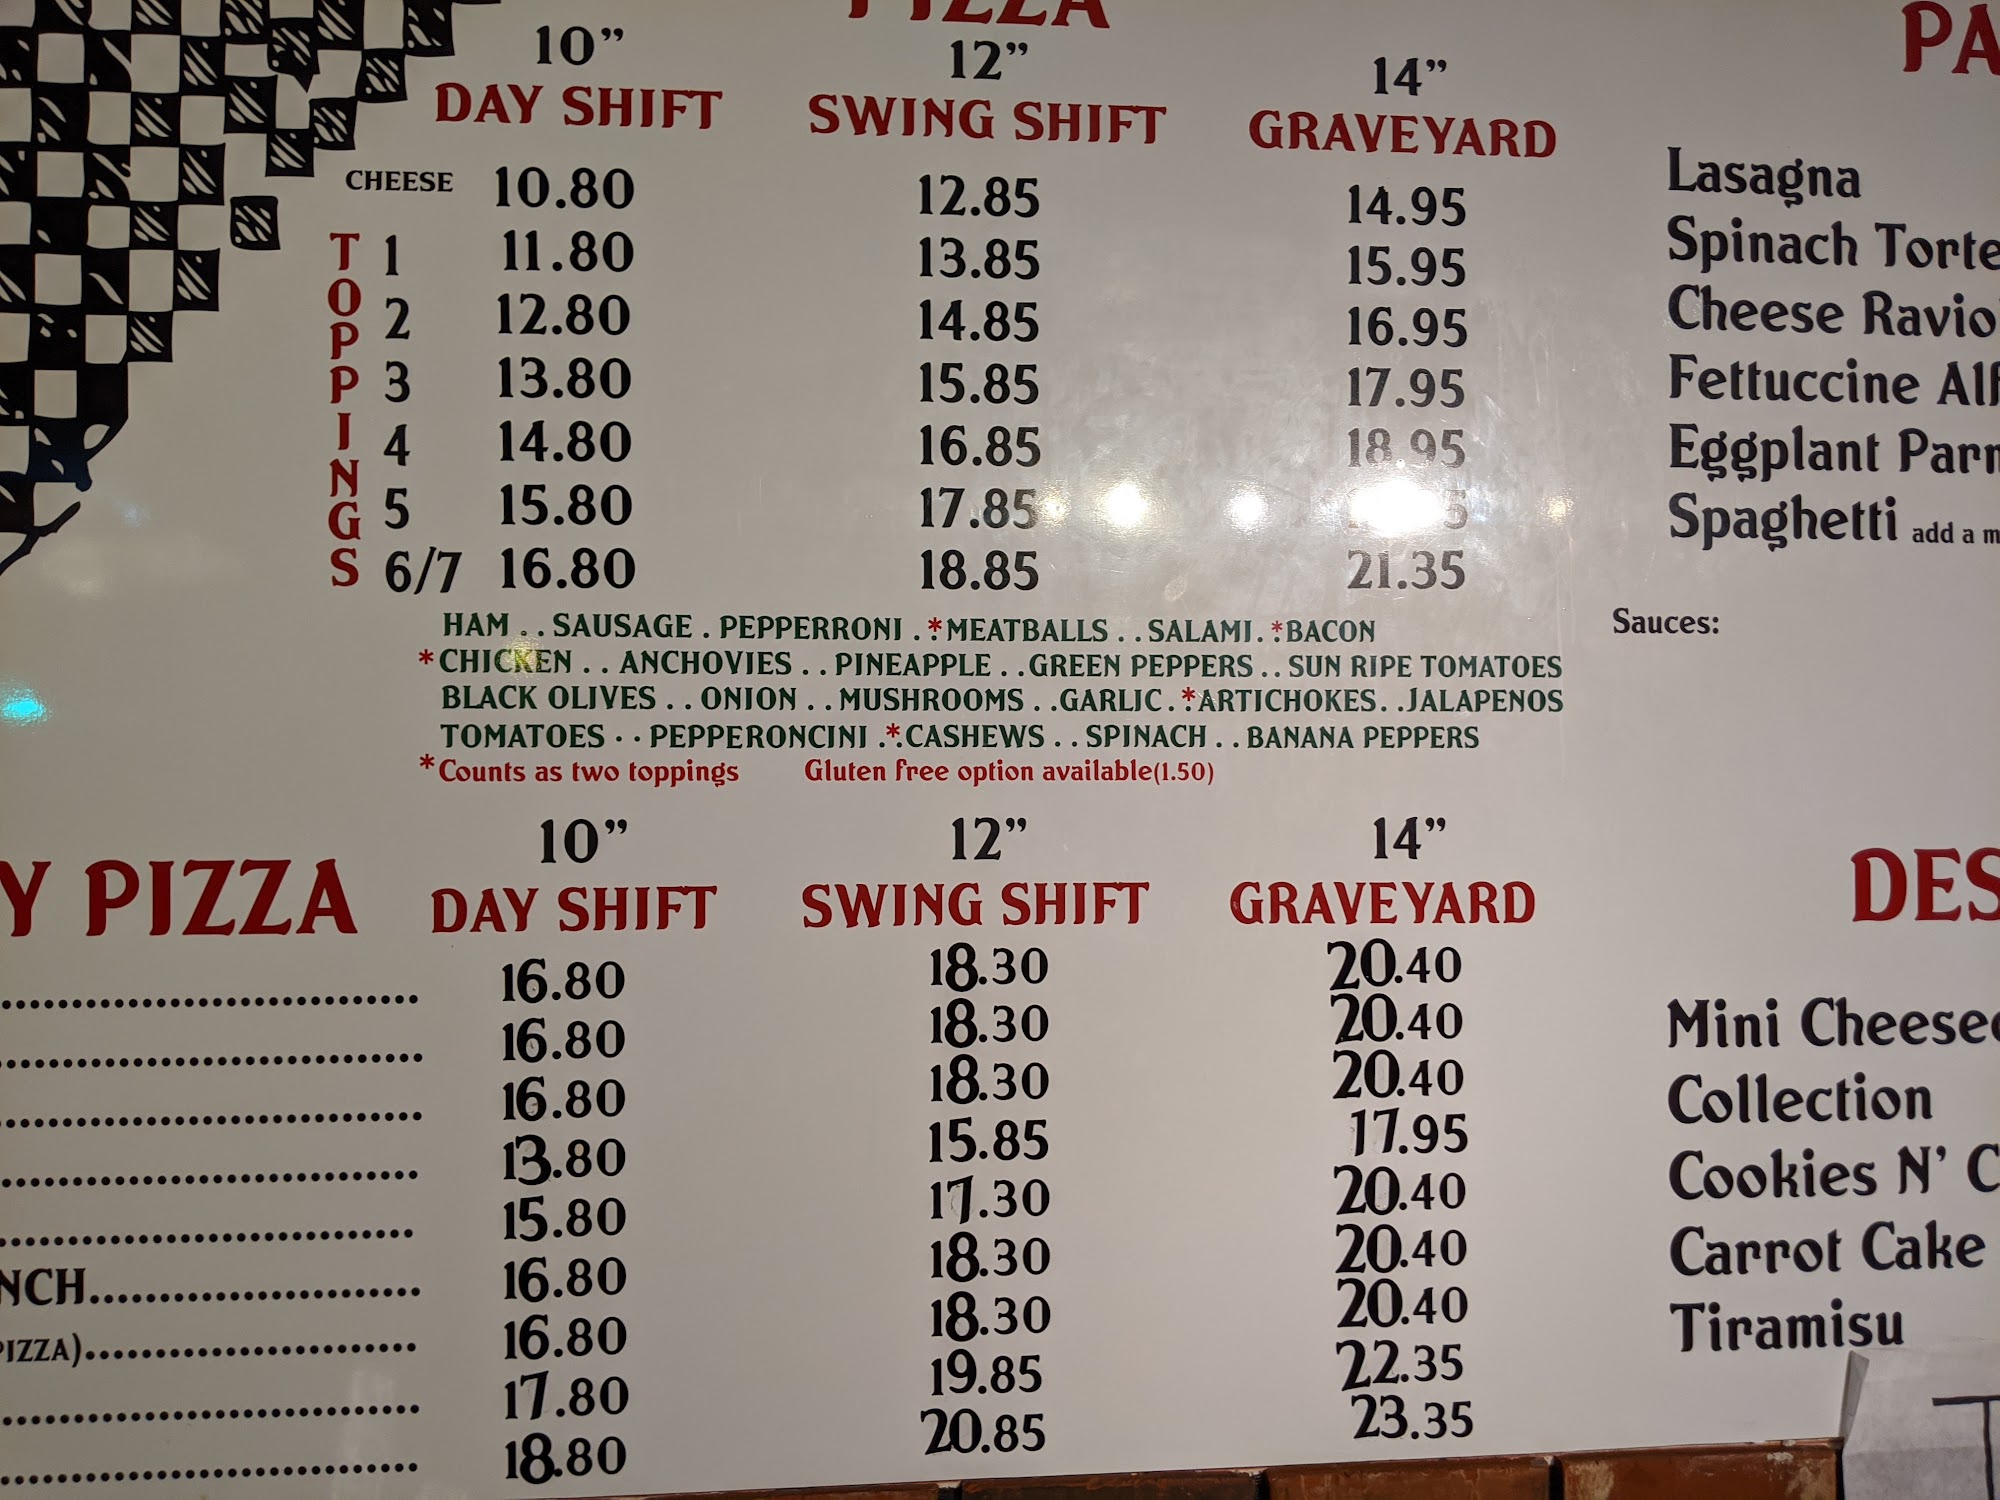 PIZZA
10” 12” 14”
DAY SHIFT SWING SHIFT GRAVEYARD
CHEESE 10.80 12.85 14.95
TOPPINGS
1 11.80 13.85 15.95
2 12.80 14.85 16.95
3 13.80 15.85 17.95
4 14.80 16.85 18.95
5 15.80 17.85
6/7 16.80 18.85 21.35
HAM . . SAUSAGE . PEPPERRONI . *MEATBALLS . . SALAMI. *BACON
*CHICKEN . . ANCHOVIES . . PINEAPPLE . . GREEN PEPPERS . . SUN RIPE TOMATOES
BLACK OLIVES . . ONION . . MUSHROOMS . . GARLIC . *ARTICHOKES. . JALAPENOS
TOMATOES . . PEPPERONCINI . *CASHEWS . . SPINACH . . BANANA PEPPERS
*Counts as two toppings Gluten free option available(1.50)
10” 12” 14”
Y PIZZA DAY SHIFT SWING SHIFT GRAVEYARD
16.80 18.30 20.40
16.80 18.30 20.40
16.80 18.30 20.40
13.80 15.85 17.95
15.80 17.30 20.40
NCH 16.80 18.30 20.40
PIZZA) 16.80 18.30 20.40
17.80 19.85 22.35
18.80 20.85 23.35
PA
Lasagna
Spinach Torte
Cheese Ravio
Fettuccine Alf
Eggplant Parm
Spaghetti add a m
Sauces:
DES
Mini Cheesec
Collection
Cookies N’ C
Carrot Cake
Tiramisu